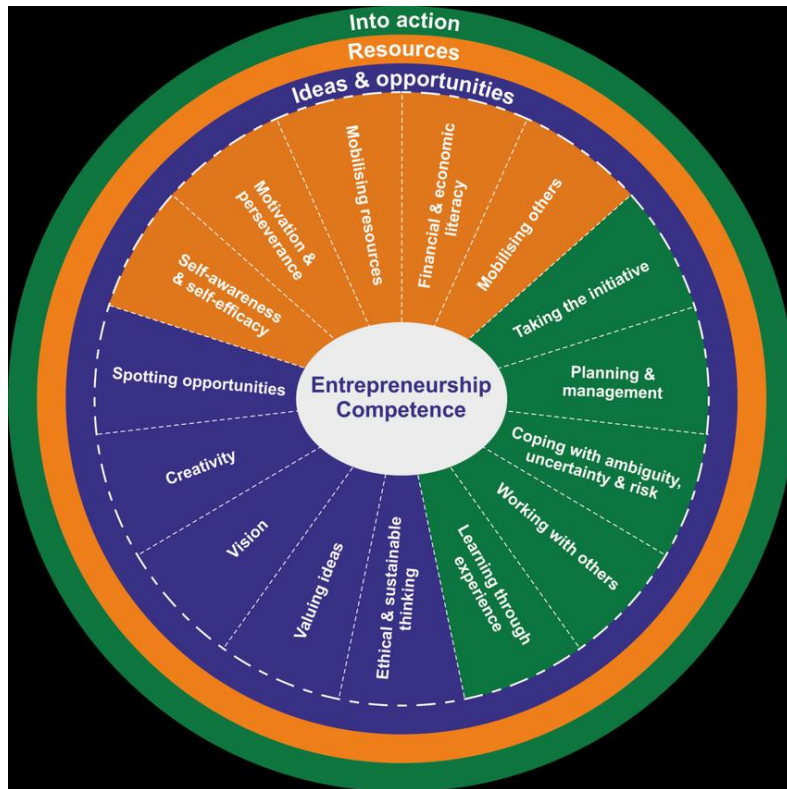 Into action
Resources
Ideas & opportunities
Self-awareness
& self-efficacy
Motivation &
perseverance
Mobilising resources
Financial & economic
literacy
Mobilising others
Taking the initiative
Planning &
management
Coping with ambiguity,
uncertainty & risk
Working with others
Learning through
experience
Ethical & sustainable
thinking
Valuing ideas
Vision
Creativity
Spotting opportunities
Entrepreneurship
Competence